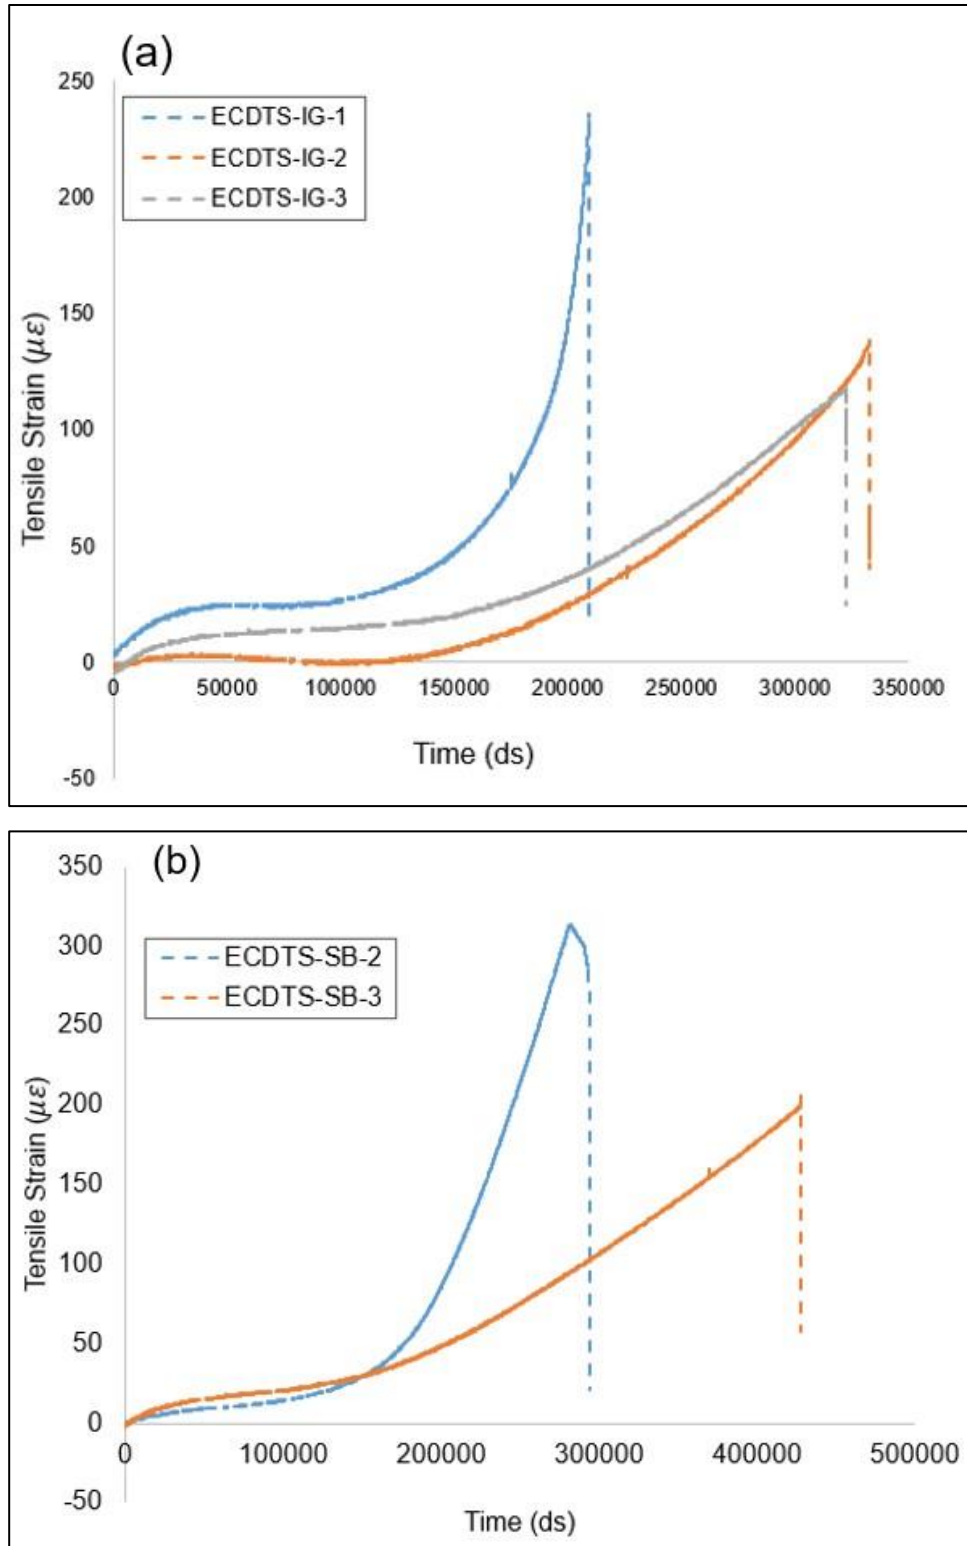 (a)
250
200
150
100
50
0
-50
ECDTS-IG-1
ECDTS-IG-2
ECDTS-IG-3
Tensile Strain (με)
0 50000 100000 150000 200000 250000 300000 350000
Time (ds)
(b)
350
300
250
200
150
100
50
0
-50
ECDTS-SB-2
ECDTS-SB-3
Tensile Strain (με)
0 100000 200000 300000 400000 500000
Time (ds)